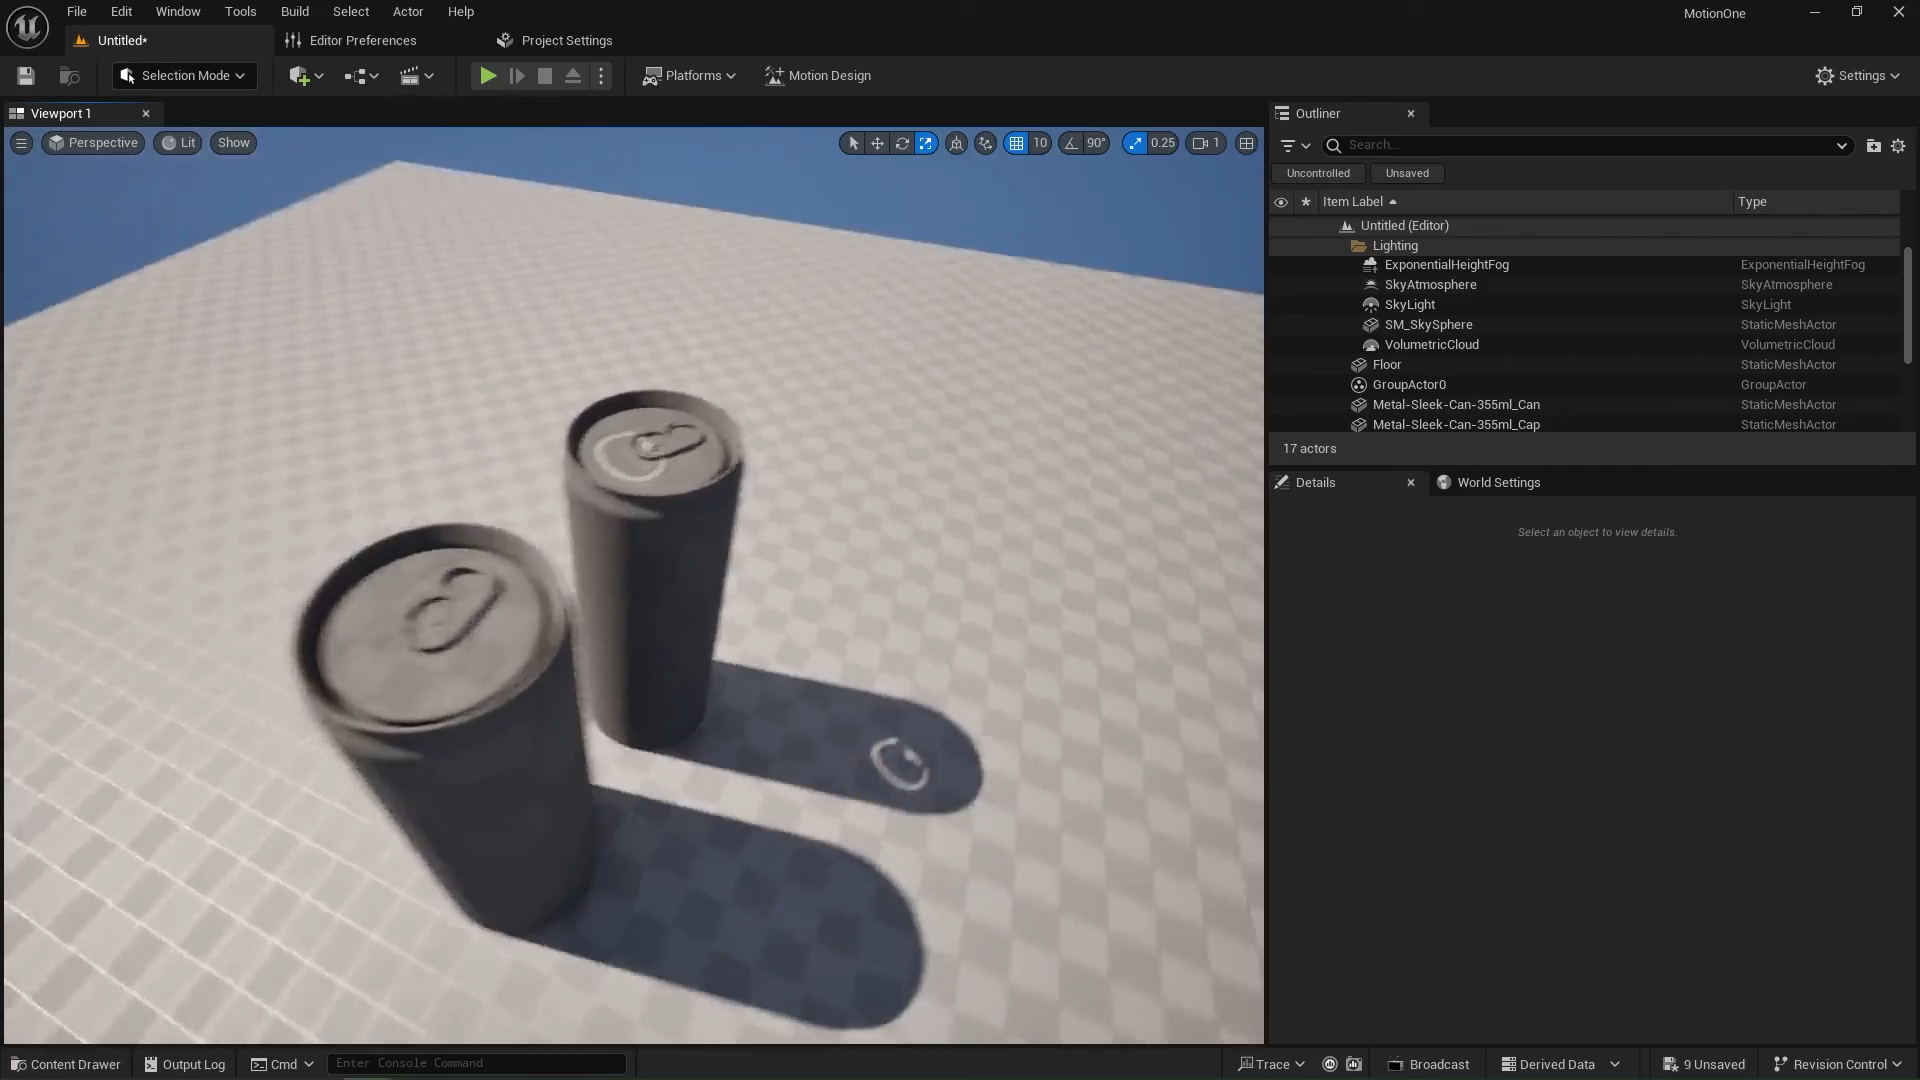 File Edit Window Tools Build Select Actor Help
MotionOne
Untitled*
Editor Preferences
Project Settings
Selection Mode
Platforms
Motion Design
Settings
Viewport 1
Perspective
Lit
Show
10
90°
0.25
1
Outliner
Search...
Uncontrolled
Unsaved
Item Label
Type
Untitled (Editor)
Lighting
ExponentialHeightFog ExponentialHeightFog
SkyAtmosphere SkyAtmosphere
SkyLight SkyLight
SM_SkySphere StaticMeshActor
VolumetricCloud VolumetricCloud
Floor StaticMeshActor
GroupActor0 GroupActor
Metal-Sleek-Can-355ml_Can StaticMeshActor
Metal-Sleek-Can-355ml_Cap StaticMeshActor
17 actors
Details
World Settings
Select an object to view details.
Content Drawer
Output Log
Cmd
Enter Console Command
Trace
Broadcast
Derived Data
9 Unsaved
Revision Control